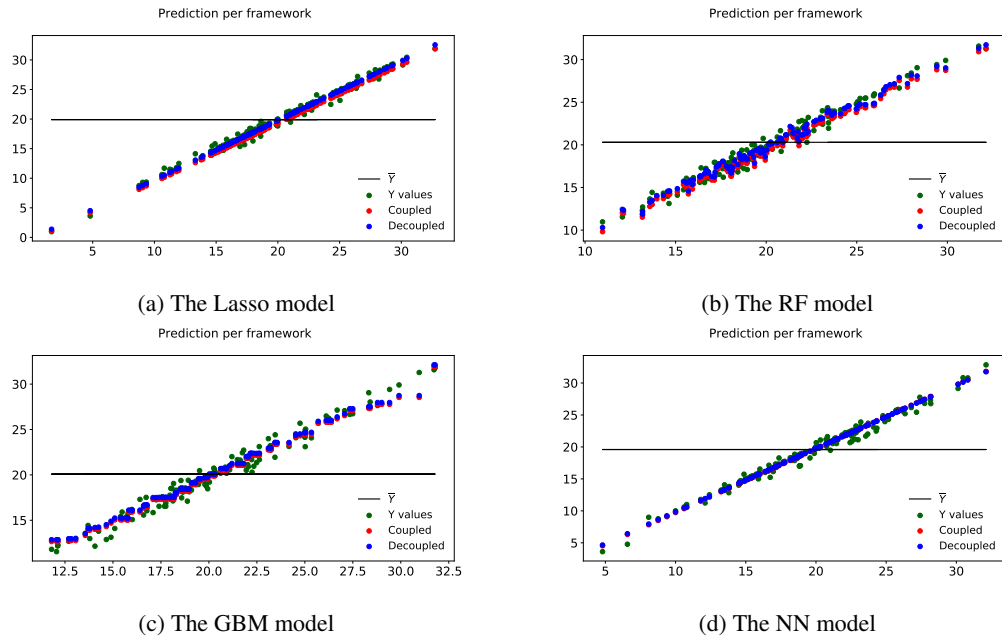 Prediction per framework
30
25
20
15
10
5
0
5
10
15
20
25
30
Y̅
Y values
Coupled
Decoupled
(a) The Lasso model
Prediction per framework
30
25
20
15
10
10
15
20
25
30
Y̅
Y values
Coupled
Decoupled
(b) The RF model
Prediction per framework
30
25
20
15
12.5
15.0
17.5
20.0
22.5
25.0
27.5
30.0
32.5
Y̅
Y values
Coupled
Decoupled
(c) The GBM model
Prediction per framework
30
25
20
15
10
5
5
10
15
20
25
30
Y̅
Y values
Coupled
Decoupled
(d) The NN model